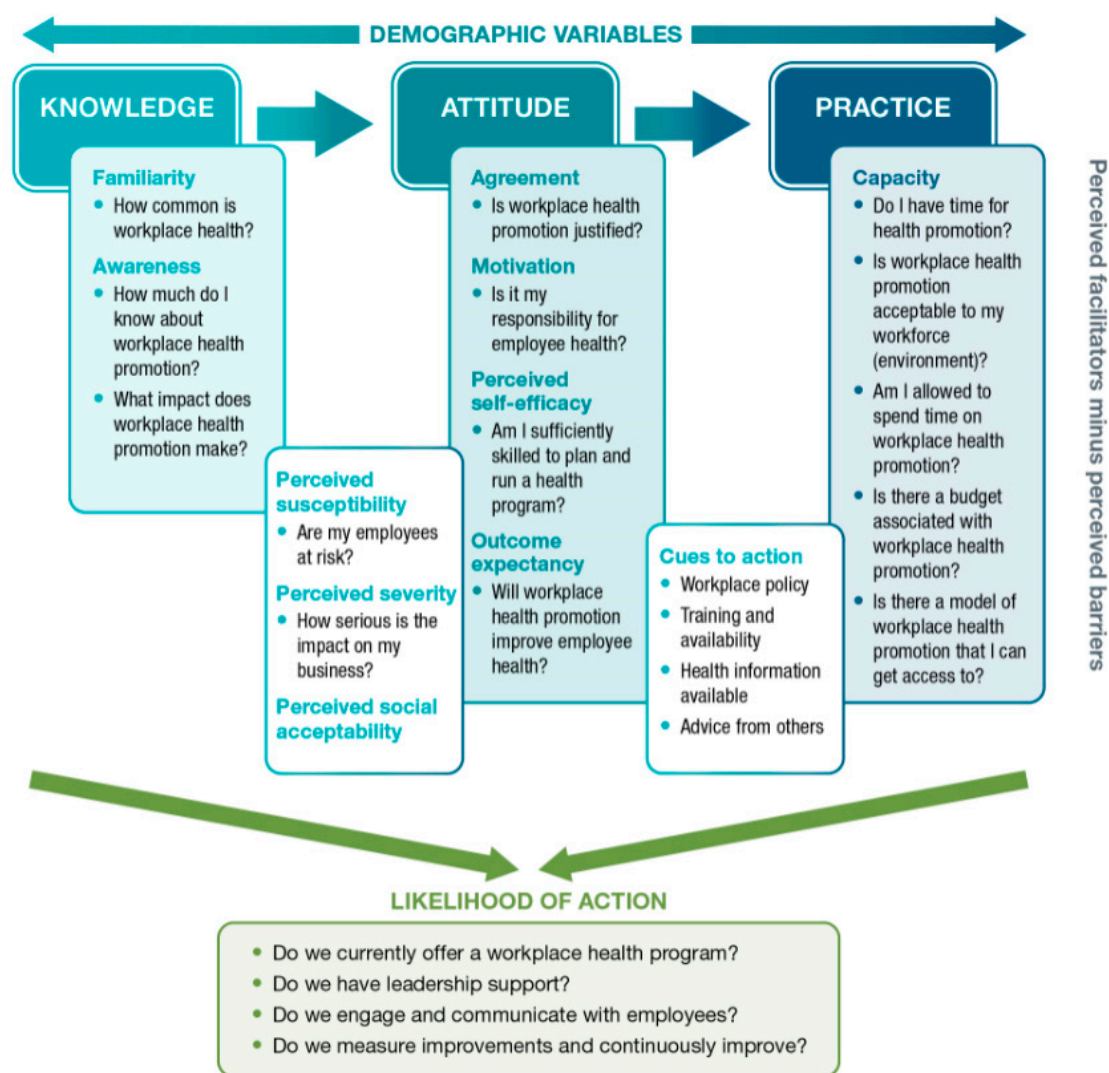 DEMOGRAPHIC VARIABLES
KNOWLEDGE
Familiarity
• How common is
workplace health?
Awareness
• How much do I
know about
workplace health
promotion?
• What impact does
workplace health
promotion make?
Perceived
susceptibility
• Are my employees
at risk?
Perceived severity
• How serious is the
impact on my
business?
Perceived social
acceptability
ATTITUDE
Agreement
• Is workplace health
promotion justified?
Motivation
• Is it my
responsibility for
employee health?
Perceived
self-efficacy
• Am I sufficiently
skilled to plan and
run a health
program?
Outcome
expectancy
• Will workplace
health promotion
improve employee
health?
Cues to action
• Workplace policy
• Training and
availability
• Health information
available
• Advice from others
PRACTICE
Capacity
• Do I have time for
health promotion?
• Is workplace health
promotion
acceptable to my
workforce
(environment)?
• Am I allowed to
spend time on
workplace health
promotion?
• Is there a budget
associated with
workplace health
promotion?
• Is there a model of
workplace health
promotion that I can
get access to?
Perceived facilitators minus perceived barriers
LIKELIHOOD OF ACTION
• Do we currently offer a workplace health program?
• Do we have leadership support?
• Do we engage and communicate with employees?
• Do we measure improvements and continuously improve?